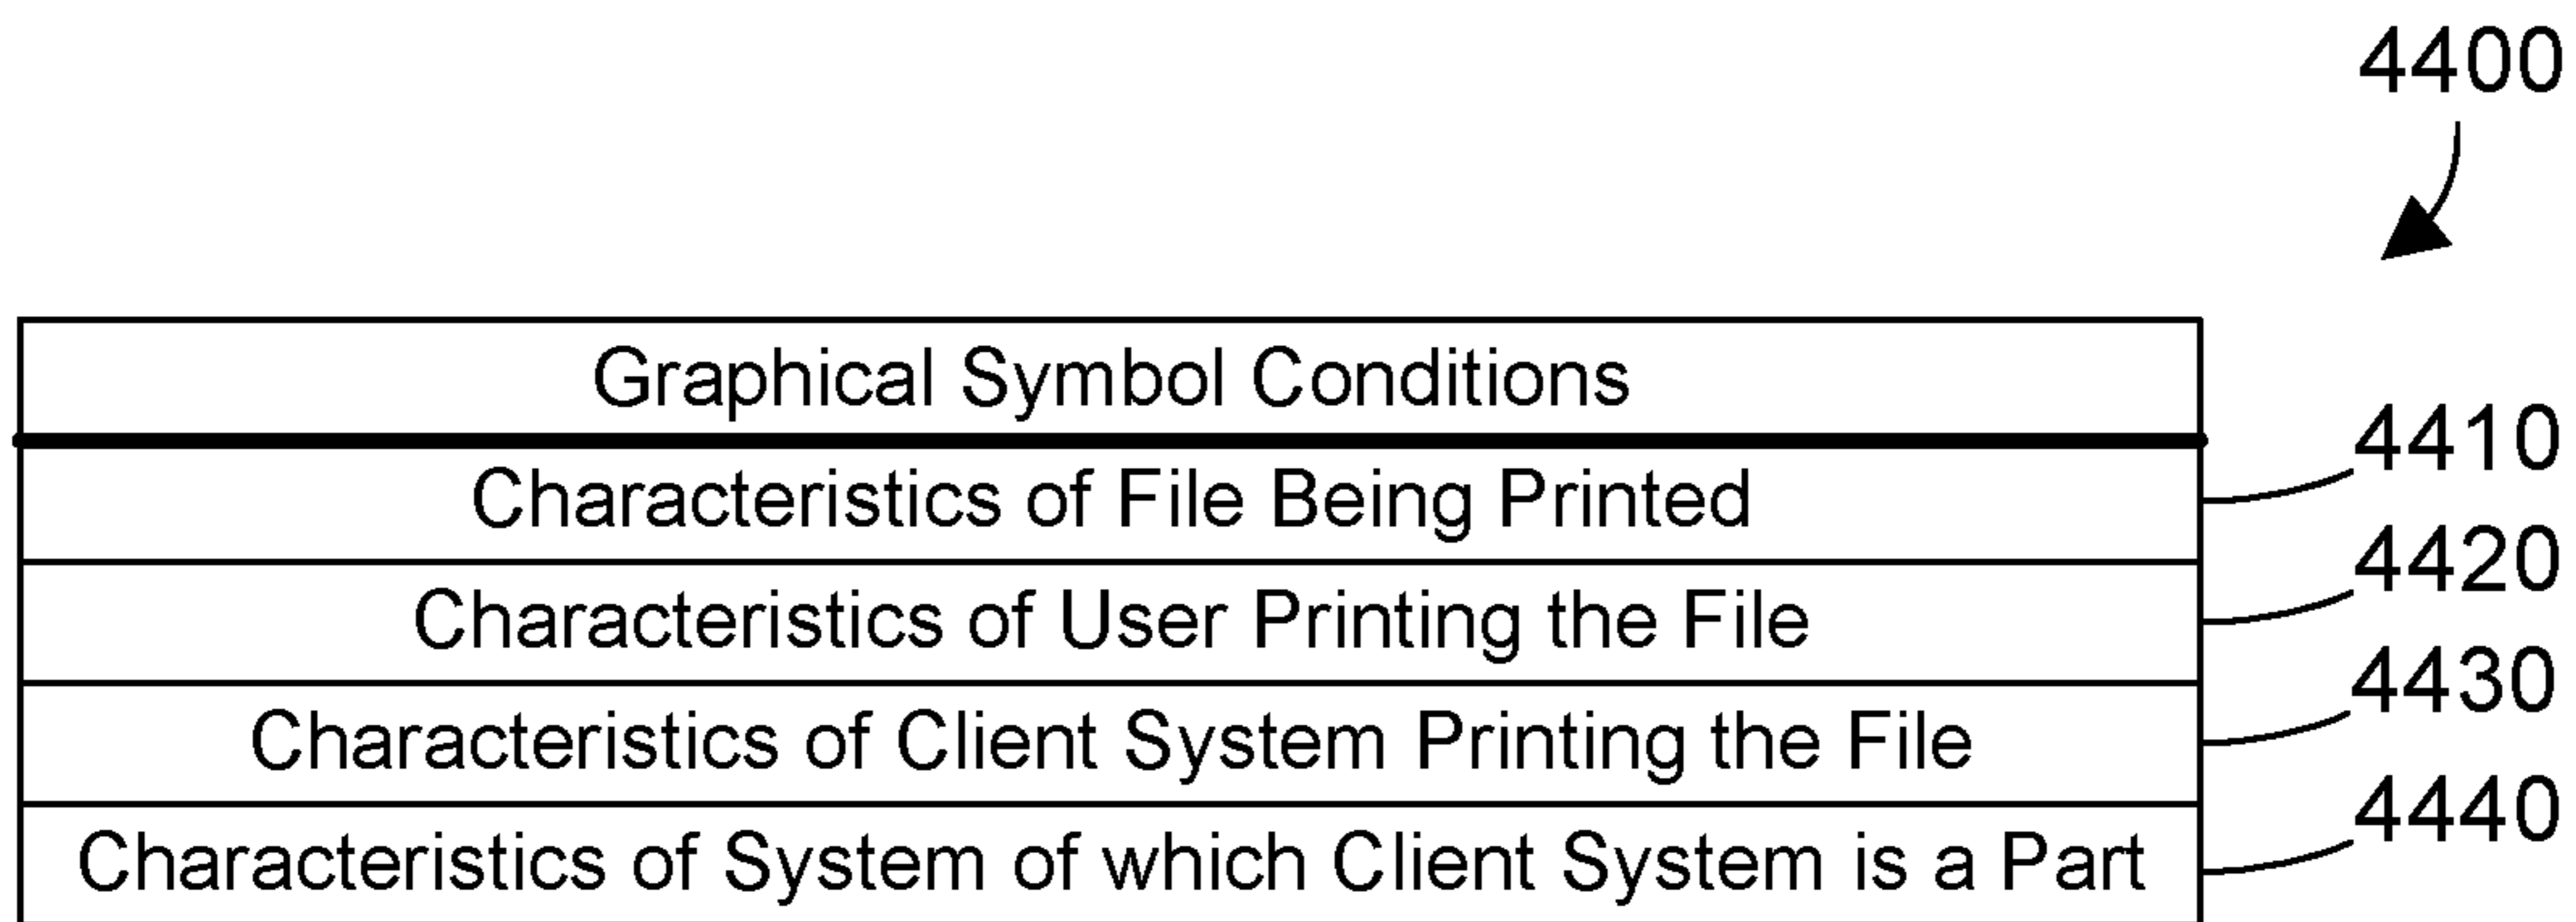 4400
Graphical Symbol Conditions
Characteristics of File Being Printed
4410
Characteristics of User Printing the File
4420
Characteristics of Client System Printing the File
4430
Characteristics of System of which Client System is a Part
4440